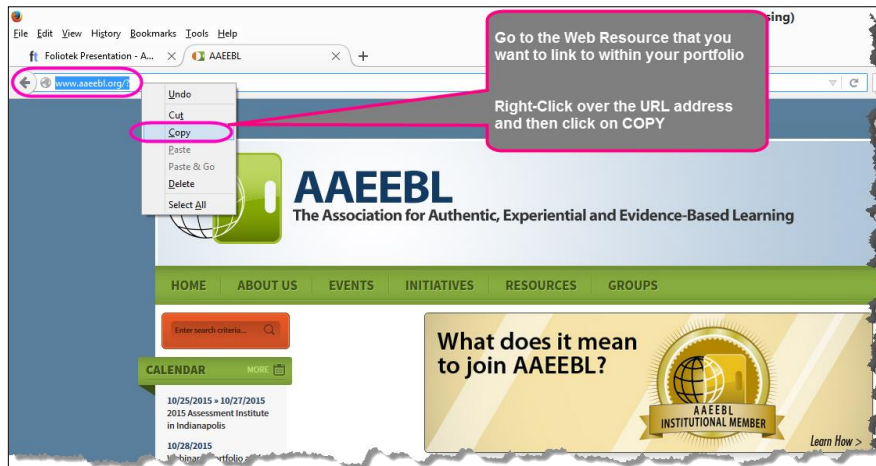 sing)
File Edit View History Bookmarks Tools Help
Foliotek Presentation - A...
AAEEBL
www.aaeebl.org/?
Go to the Web Resource that you
want to link to within your portfolio
Right-Click over the URL address
and then click on COPY
Undo
Cut
Copy
Paste
Paste & Go
Delete
Select All
AAEEBL
The Association for Authentic, Experiential and Evidence-Based Learning
HOME ABOUT US EVENTS INITIATIVES RESOURCES GROUPS
Enter search criteria...
CALENDAR MORE
10/25/2015 » 10/27/2015
2015 Assessment Institute
in Indianapolis
10/28/2015
What does it mean
to join AAEEBL?
AAEEBL
INSTITUTIONAL MEMBER
Learn How >